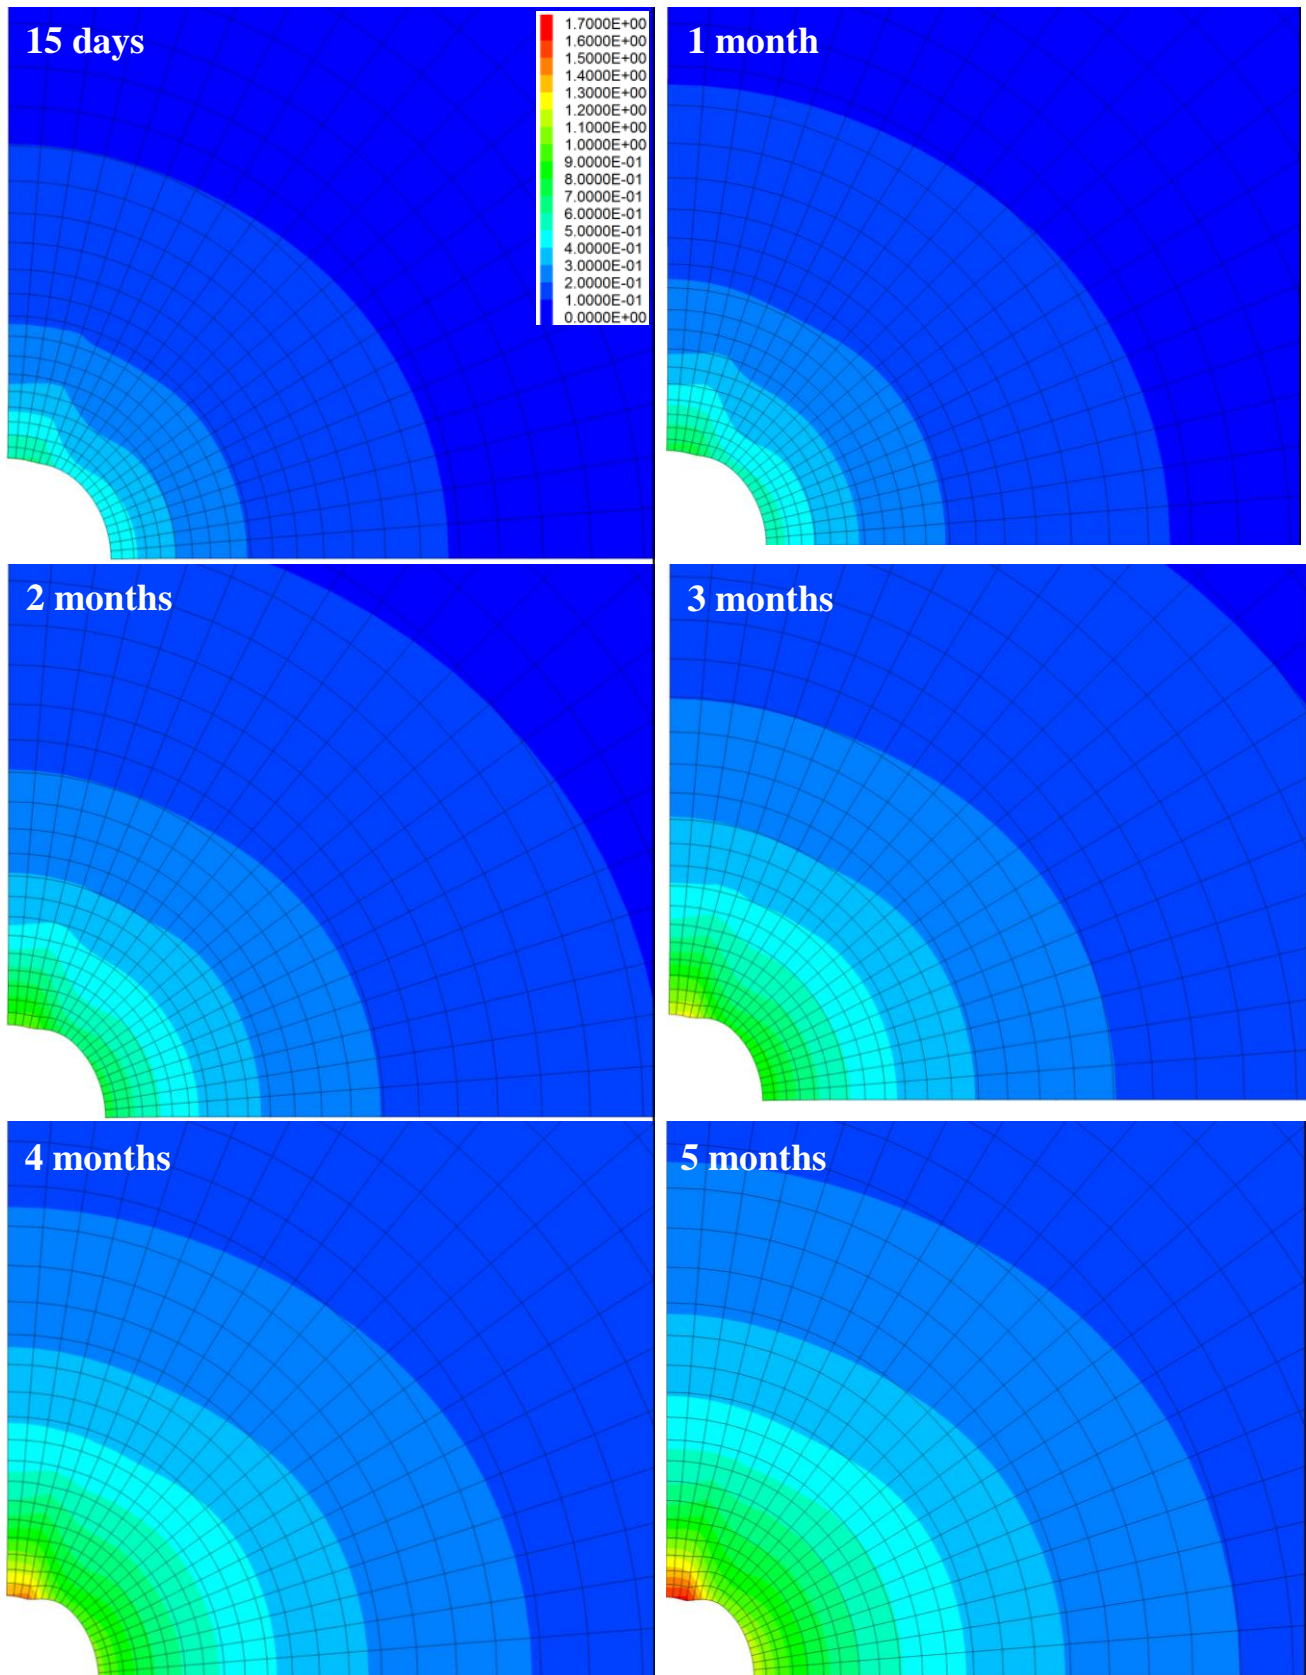 15 days
1.7000E+00
1.6000E+00
1.5000E+00
1.4000E+00
1.3000E+00
1.2000E+00
1.1000E+00
1.0000E+00
9.0000E-01
8.0000E-01
7.0000E-01
6.0000E-01
5.0000E-01
4.0000E-01
3.0000E-01
2.0000E-01
1.0000E-01
0.0000E+00
1 month
2 months
3 months
4 months
5 months